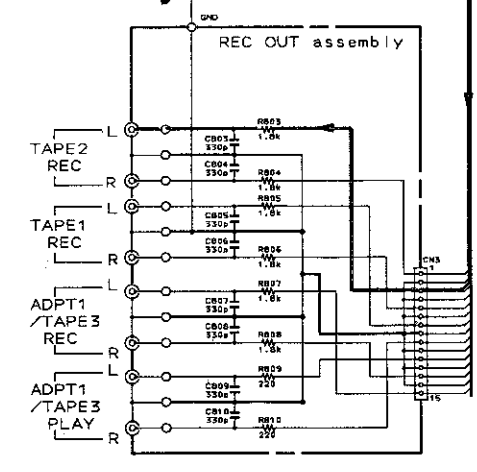 GND
REC OUT assembly
L
R803
1.8k
TAPE2
REC
C803
330p
C804
330p
R804
1.8k
R
L
R805
1.8k
TAPE1
REC
C805
330p
C806
330p
R806
1.8k
R
CN3
1
L
R807
1.8k
ADPT1
/TAPE3
REC
C807
330p
C808
330p
R808
1.8k
R
L
R809
220
ADPT1
/TAPE3
PLAY
C809
330p
C810
330p
R810
220
R
15